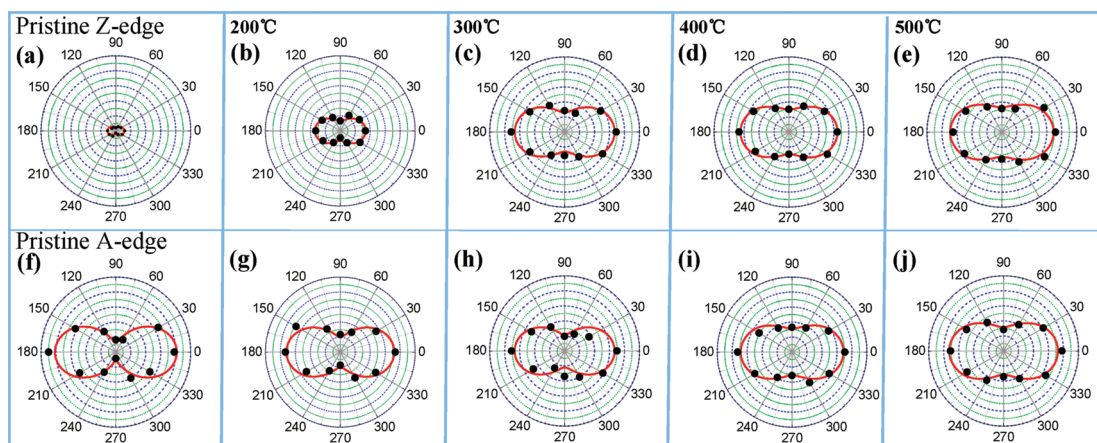 Pristine Z-edge 200℃ 300℃ 400℃ 500℃
(a) (b) (c) (d) (e)
90 90 90 90 90
120 60 120 60 120 60 120 60 120 60
150 30 150 30 150 30 150 30 150 30
180 0 180 0 180 0 180 0 180 0
210 330 210 330 210 330 210 330 210 330
240 300 240 300 240 300 240 300 240 300
270 270 270 270 270
Pristine A-edge
(f) (g) (h) (i) (j)
90 90 90 90 90
120 60 120 60 120 60 120 60 120 60
150 30 150 30 150 30 150 30 150 30
180 0 180 0 180 0 180 0 180 0
210 330 210 330 210 330 210 330 210 330
240 300 240 300 240 300 240 300 240 300
270 270 270 270 270